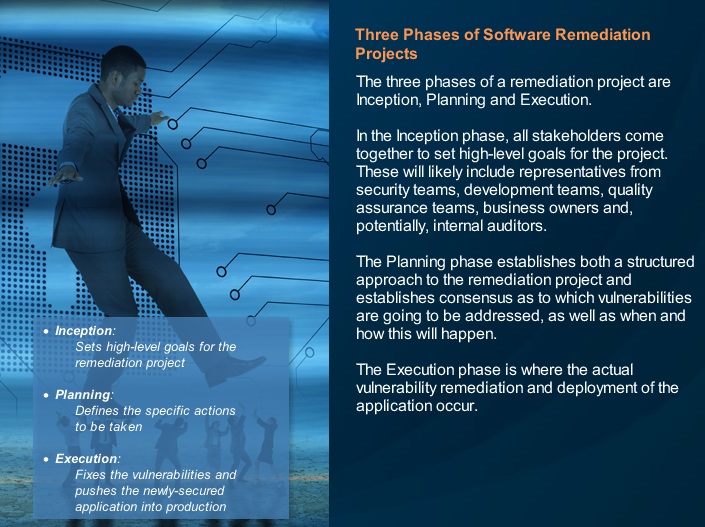 Three Phases of Software Remediation
Projects
The three phases of a remediation project are
Inception, Planning and Execution.
In the Inception phase, all stakeholders come
together to set high-level goals for the project.
These will likely include representatives from
security teams, development teams, quality
assurance teams, business owners and,
potentially, internal auditors.
The Planning phase establishes both a structured
approach to the remediation project and
establishes consensus as to which vulnerabilities
are going to be addressed, as well as when and
how this will happen.
The Execution phase is where the actual
vulnerability remediation and deployment of the
application occur.
• Inception:
Sets high-level goals for the
remediation project
• Planning:
Defines the specific actions
to be taken
• Execution:
Fixes the vulnerabilities and
pushes the newly-secured
application into production